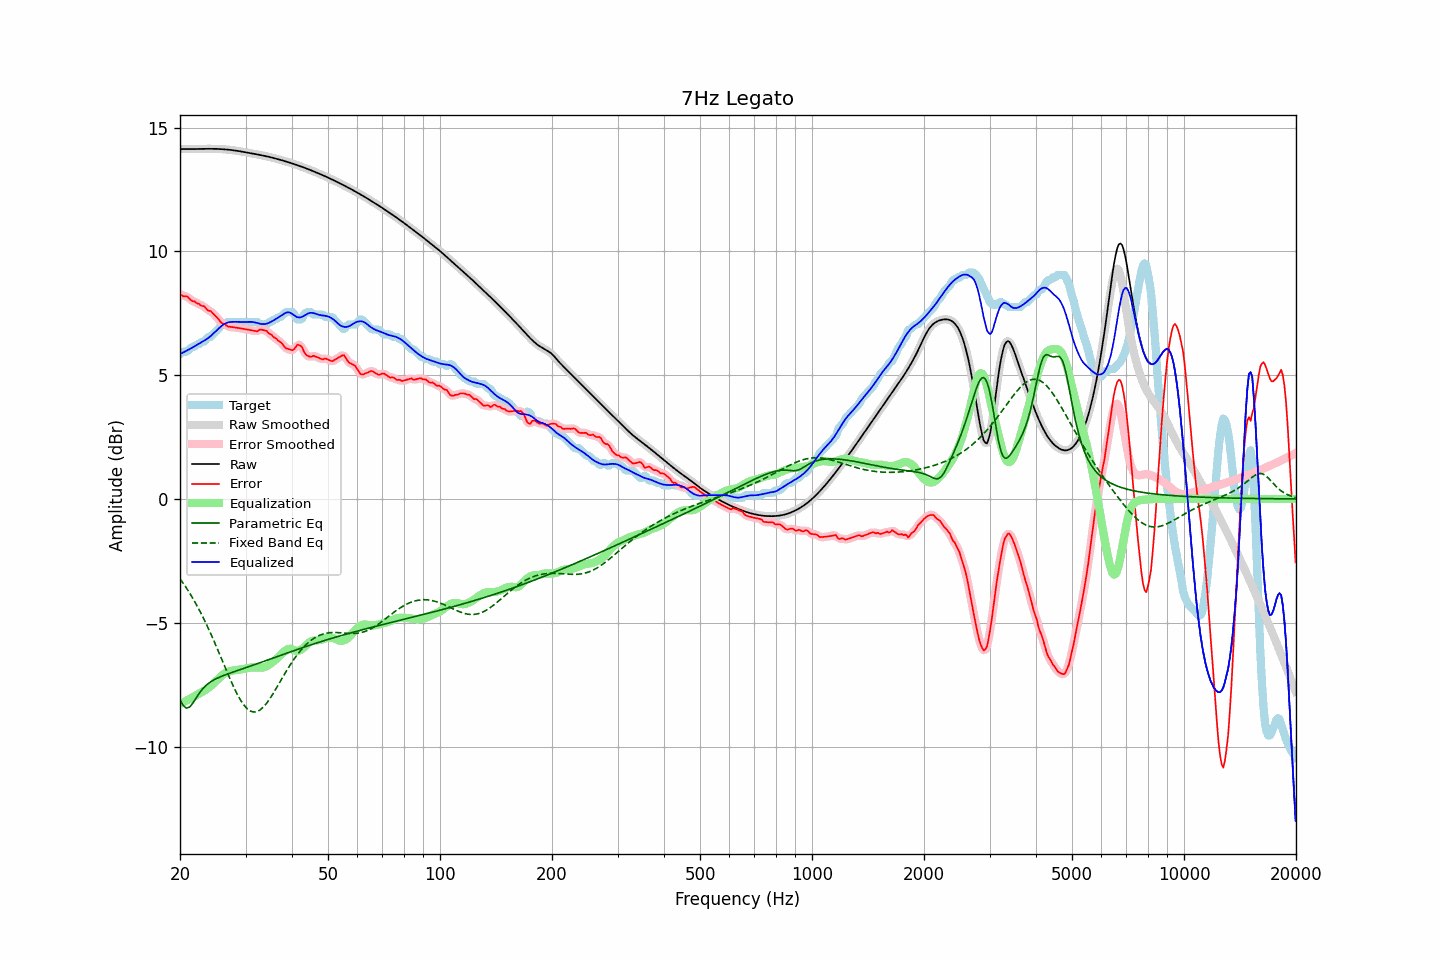 7Hz Legato
Amplitude (dBr)
15
10
5
0
−5
−10
Target
Raw Smoothed
Error Smoothed
Raw
Error
Equalization
Parametric Eq
Fixed Band Eq
Equalized
20 50 100 200 500 1000 2000 5000 10000 20000
Frequency (Hz)